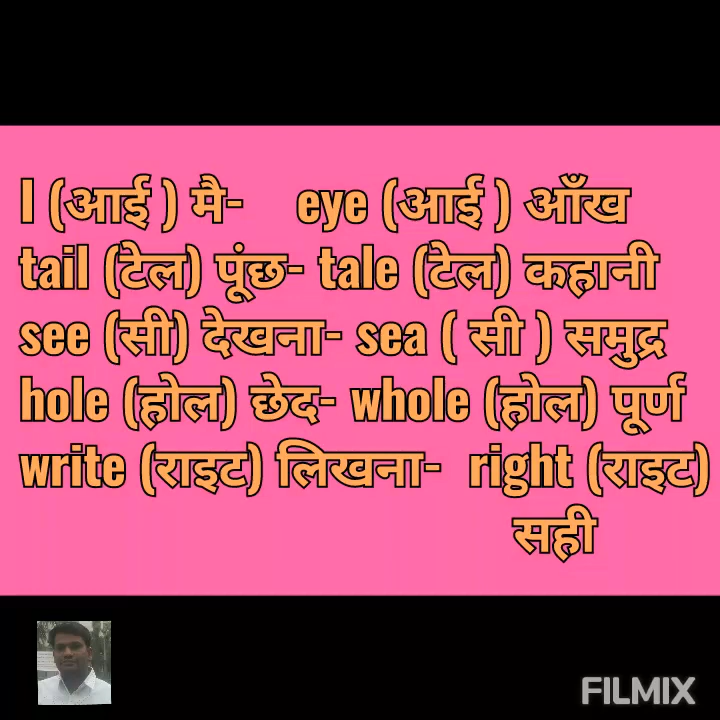 I (आई ) मै- eye (आई ) आँख
tail (टेल) पूंछ- tale (टेल) कहानी
see (सी) देखना- sea ( सी ) समुद्र
hole (होल) छेद- whole (होल) पूर्ण
write (राइट) लिखना- right (राइट)
सही
FILMIX